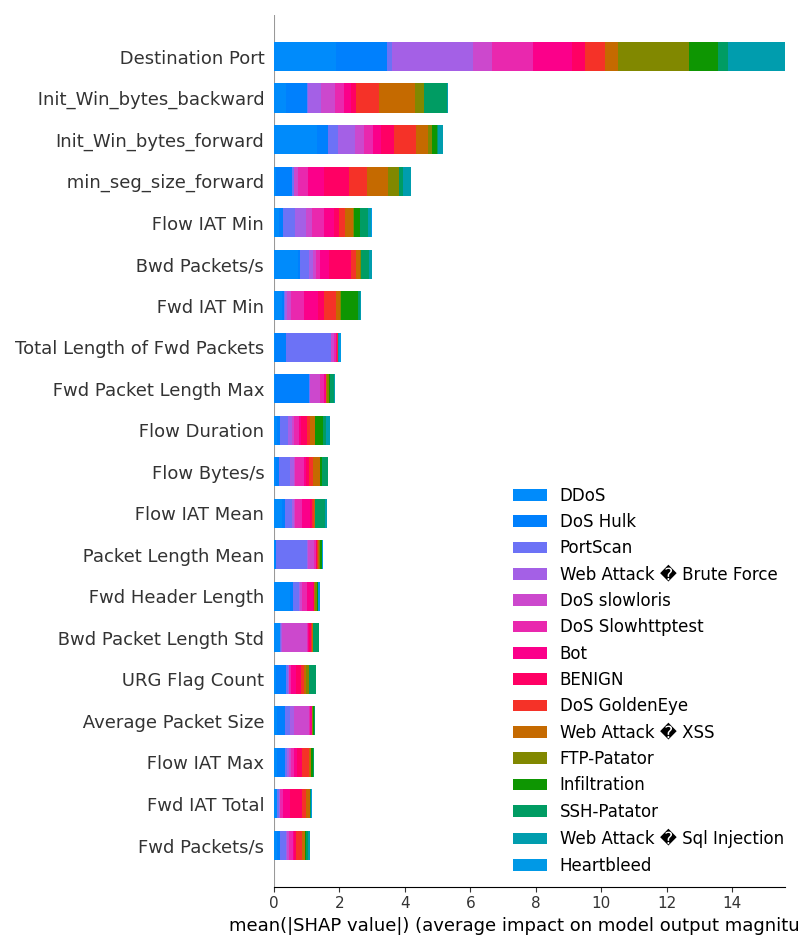 Destination Port
Init_Win_bytes_backward
Init_Win_bytes_forward
min_seg_size_forward
Flow IAT Min
Bwd Packets/s
Fwd IAT Min
Total Length of Fwd Packets
Fwd Packet Length Max
Flow Duration
Flow Bytes/s
Flow IAT Mean
Packet Length Mean
Fwd Header Length
Bwd Packet Length Std
URG Flag Count
Average Packet Size
Flow IAT Max
Fwd IAT Total
Fwd Packets/s
DDoS
DoS Hulk
PortScan
Web Attack � Brute Force
DoS slowloris
DoS Slowhttptest
Bot
BENIGN
DoS GoldenEye
Web Attack � XSS
FTP-Patator
Infiltration
SSH-Patator
Web Attack � Sql Injection
Heartbleed
0 2 4 6 8 10 12 14
mean(|SHAP value|) (average impact on model output magnitu